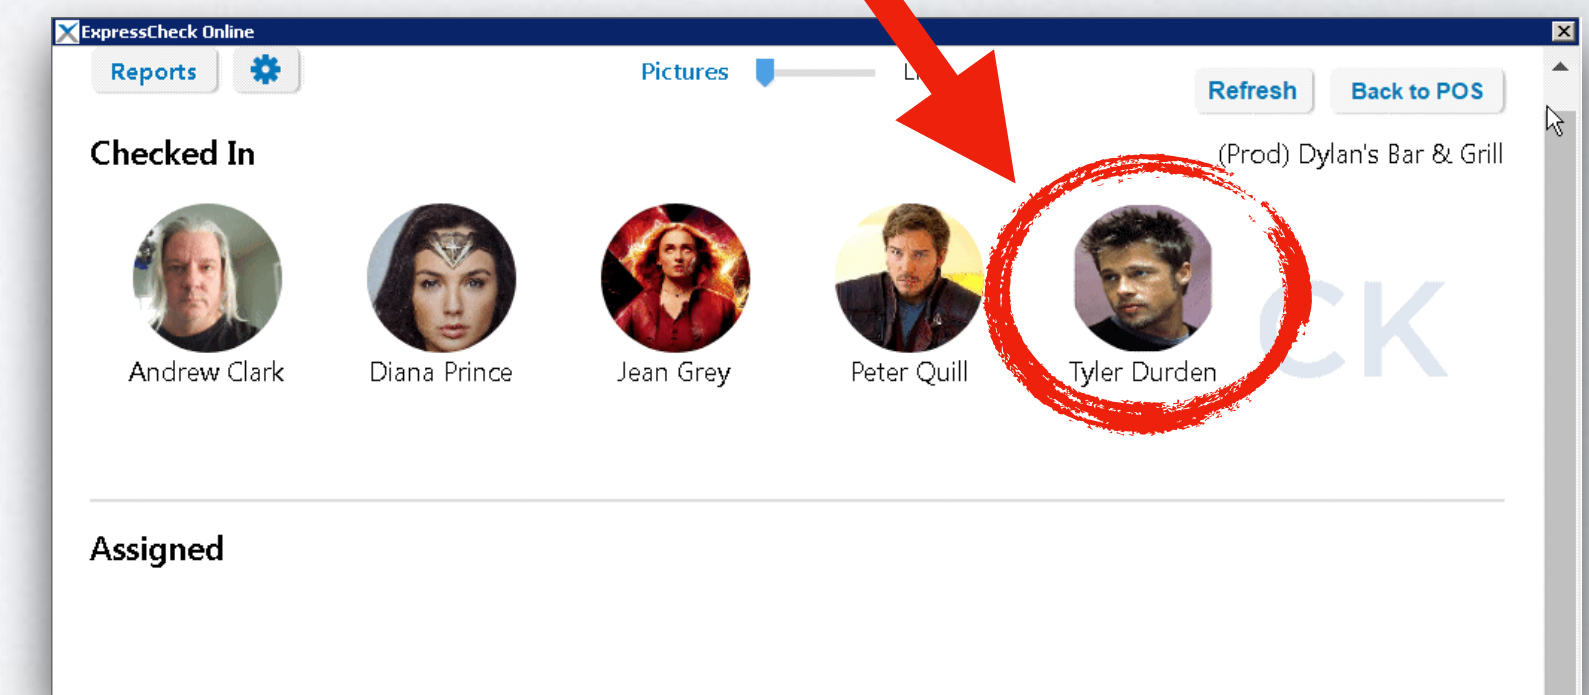 ExpressCheck Online
Reports
Pictures
Refresh
Back to POS
Checked In
(Prod) Dylan's Bar & Grill
CK
Andrew Clark
Diana Prince
Jean Grey
Peter Quill
Tyler Durden
Assigned